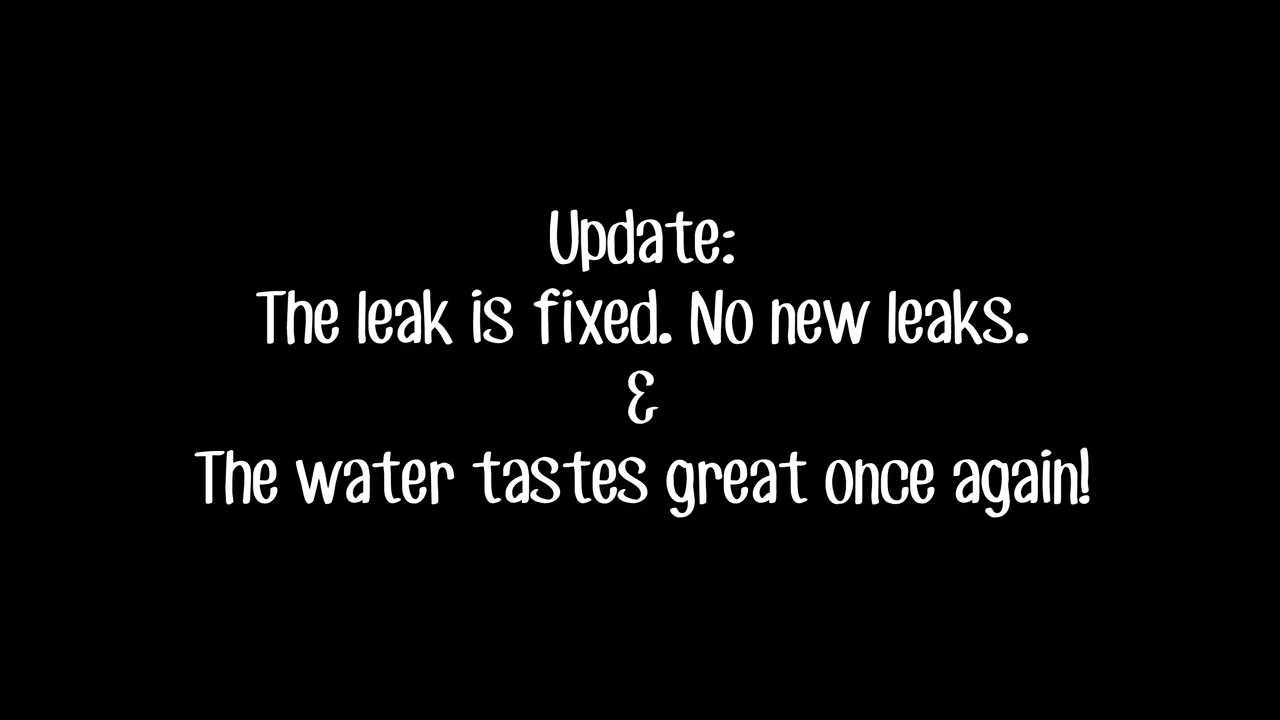 Update:
The leak is fixed. No new leaks.
&
The water tastes great once again!